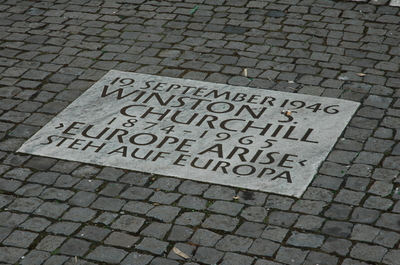 19 SEPTEMBER 1946
WINSTON S.
CHURCHILL
1874-1965
›EUROPE ARISE‹
STEH AUF EUROPA